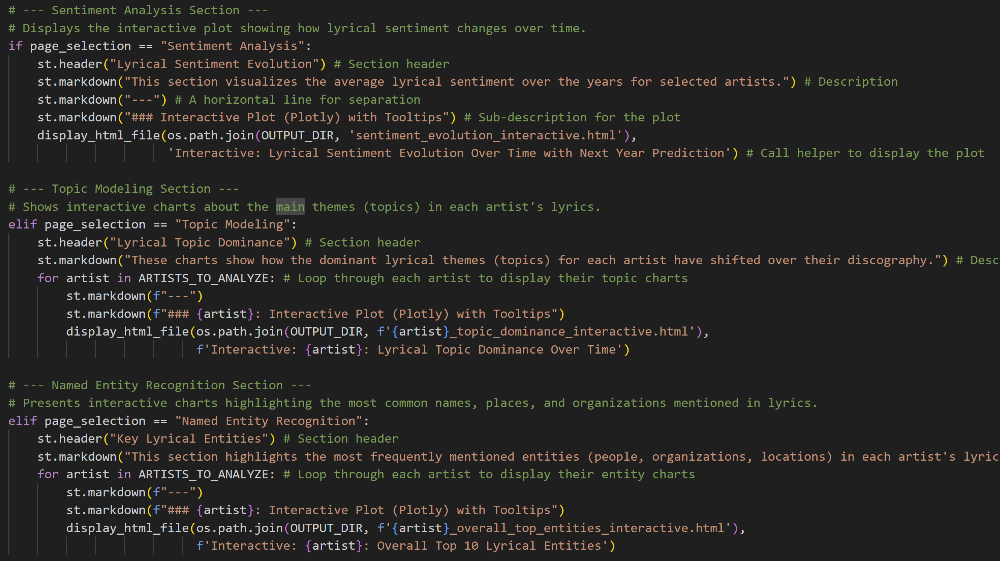 # --- Sentiment Analysis Section ---
# Displays the interactive plot showing how lyrical sentiment changes over time.
if page_selection == "Sentiment Analysis":
    st.header("Lyrical Sentiment Evolution") # Section header
    st.markdown("This section visualizes the average lyrical sentiment over the years for selected artists.") # Description
    st.markdown("---") # A horizontal line for separation
    st.markdown("### Interactive Plot (Plotly) with Tooltips") # Sub-description for the plot
    display_html_file(os.path.join(OUTPUT_DIR, 'sentiment_evolution_interactive.html'),
                      'Interactive: Lyrical Sentiment Evolution Over Time with Next Year Prediction') # Call helper to display the plot

# --- Topic Modeling Section ---
# Shows interactive charts about the main themes (topics) in each artist's lyrics.
elif page_selection == "Topic Modeling":
    st.header("Lyrical Topic Dominance") # Section header
    st.markdown("These charts show how the dominant lyrical themes (topics) for each artist have shifted over their discography.") # Desc
    for artist in ARTISTS_TO_ANALYZE: # Loop through each artist to display their topic charts
        st.markdown(f"---")
        st.markdown(f"### {artist}: Interactive Plot (Plotly) with Tooltips")
        display_html_file(os.path.join(OUTPUT_DIR, f'{artist}_topic_dominance_interactive.html'),
                          f'Interactive: {artist}: Lyrical Topic Dominance Over Time')

# --- Named Entity Recognition Section ---
# Presents interactive charts highlighting the most common names, places, and organizations mentioned in lyrics.
elif page_selection == "Named Entity Recognition":
    st.header("Key Lyrical Entities") # Section header
    st.markdown("This section highlights the most frequently mentioned entities (people, organizations, locations) in each artist's lyric
    for artist in ARTISTS_TO_ANALYZE: # Loop through each artist to display their entity charts
        st.markdown(f"---")
        st.markdown(f"### {artist}: Interactive Plot (Plotly) with Tooltips")
        display_html_file(os.path.join(OUTPUT_DIR, f'{artist}_overall_top_entities_interactive.html'),
                          f'Interactive: {artist}: Overall Top 10 Lyrical Entities')